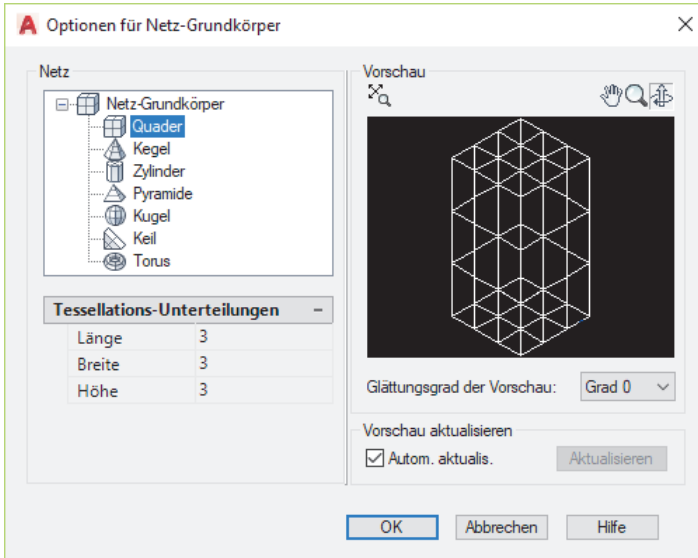 Optionen für Netz-Grundkörper
Netz
Netz-Grundkörper
Quader
Kegel
Zylinder
Pyramide
Kugel
Keil
Torus
Tessellations-Unterteilungen
Länge 3
Breite 3
Höhe 3
Vorschau
Glättungsgrad der Vorschau: Grad 0
Vorschau aktualisieren
Autom. aktualis. Aktualisieren
OK Abbrechen Hilfe